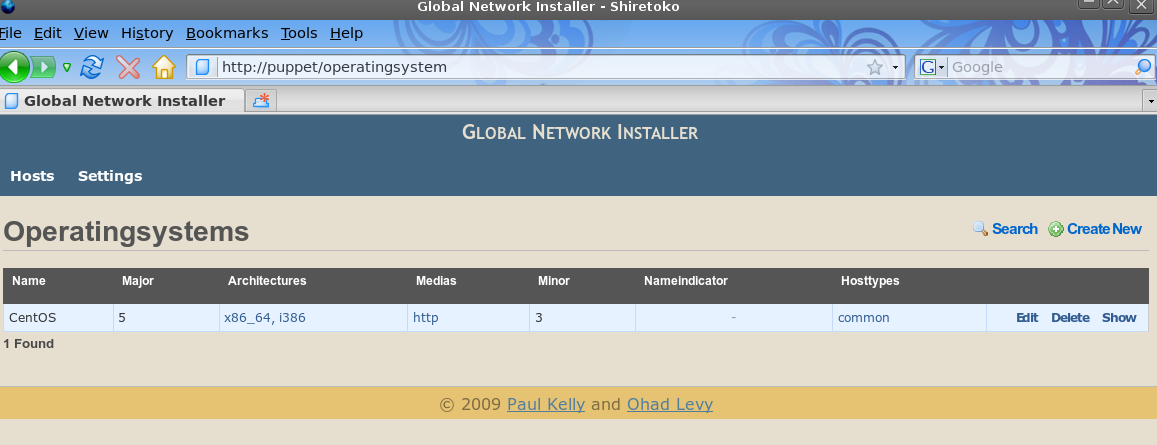 Global Network Installer - Shiretoko
File Edit View History Bookmarks Tools Help
http://puppet/operatingsystem G Google
Global Network Installer
GLOBAL NETWORK INSTALLER
Hosts Settings
Operatingsystems Search Create New
Name Major Architectures Medias Minor Nameindicator Hosttypes
CentOS 5 x86_64, i386 http 3 - common Edit Delete Show
1 Found
© 2009 Paul Kelly and Ohad Levy